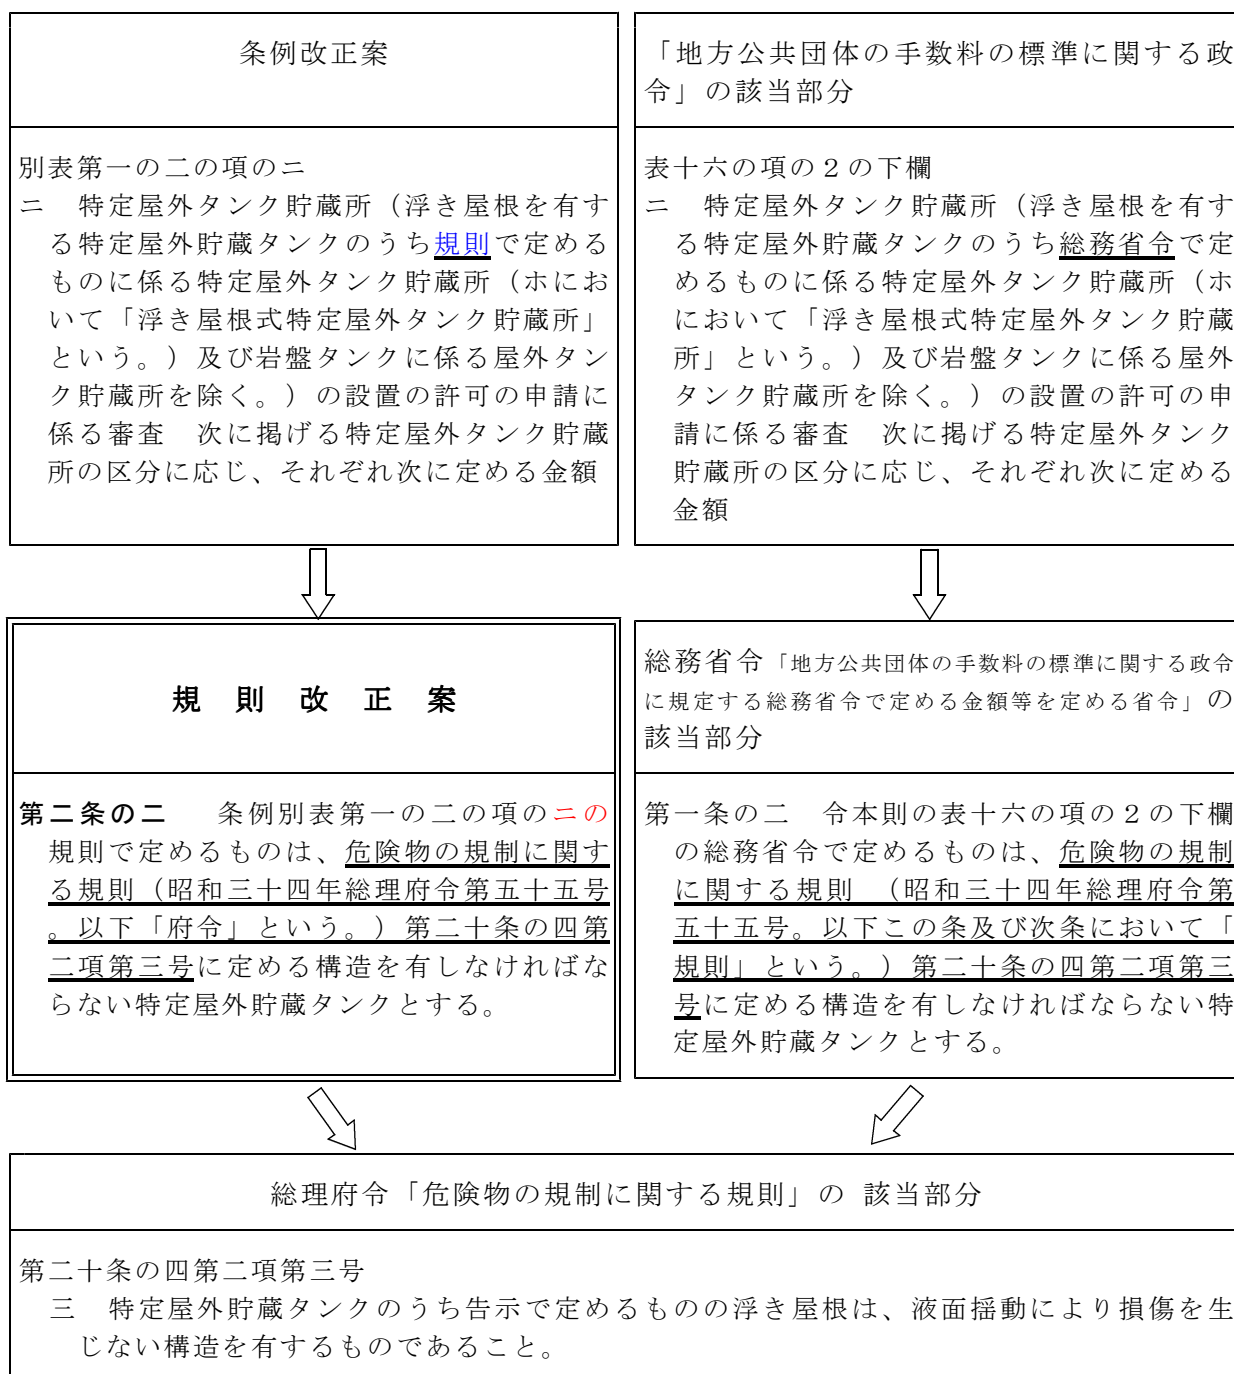 条例改正案
別表第一の二の項のニ
ニ　特定屋外タンク貯蔵所（浮き屋根を有す
る特定屋外貯蔵タンクのうち規則で定める
ものに係る特定屋外タンク貯蔵所（ホにお
いて「浮き屋根式特定屋外タンク貯蔵所」
という。）及び岩盤タンクに係る屋外タン
ク貯蔵所を除く。）の設置の許可の申請に
係る審査　次に掲げる特定屋外タンク貯蔵
所の区分に応じ、それぞれ次に定める金額
「地方公共団体の手数料の標準に関する政
令」の該当部分
表十六の項の２の下欄
ニ　特定屋外タンク貯蔵所（浮き屋根を有す
る特定屋外貯蔵タンクのうち総務省令で定
めるものに係る特定屋外タンク貯蔵所（ホ
において「浮き屋根式特定屋外タンク貯蔵
所」という。）及び岩盤タンクに係る屋外
タンク貯蔵所を除く。）の設置の許可の申
請に係る審査　次に掲げる特定屋外タンク
貯蔵所の区分に応じ、それぞれ次に定める
金額
規　則　改　正　案
第二条の二　条例別表第一の二の項のニの
規則で定めるものは、危険物の規制に関す
る規則（昭和三十四年総理府令第五十五号
。以下「府令」という。）第二十条の四第
二項第三号に定める構造を有しなければな
らない特定屋外貯蔵タンクとする。
総務省令「地方公共団体の手数料の標準に関する政令
に規定する総務省令で定める金額等を定める省令」の
該当部分
第一条の二　令本則の表十六の項の２の下欄
の総務省令で定めるものは、危険物の規制
に関する規則　（昭和三十四年総理府令第
五十五号。以下この条及び次条において「
規則」という。）第二十条の四第二項第三
号に定める構造を有しなければならない特
定屋外貯蔵タンクとする。
総理府令「危険物の規制に関する規則」の 該当部分
第二十条の四第二項第三号
三　特定屋外貯蔵タンクのうち告示で定めるものの浮き屋根は、液面揺動により損傷を生
じない構造を有するものであること。